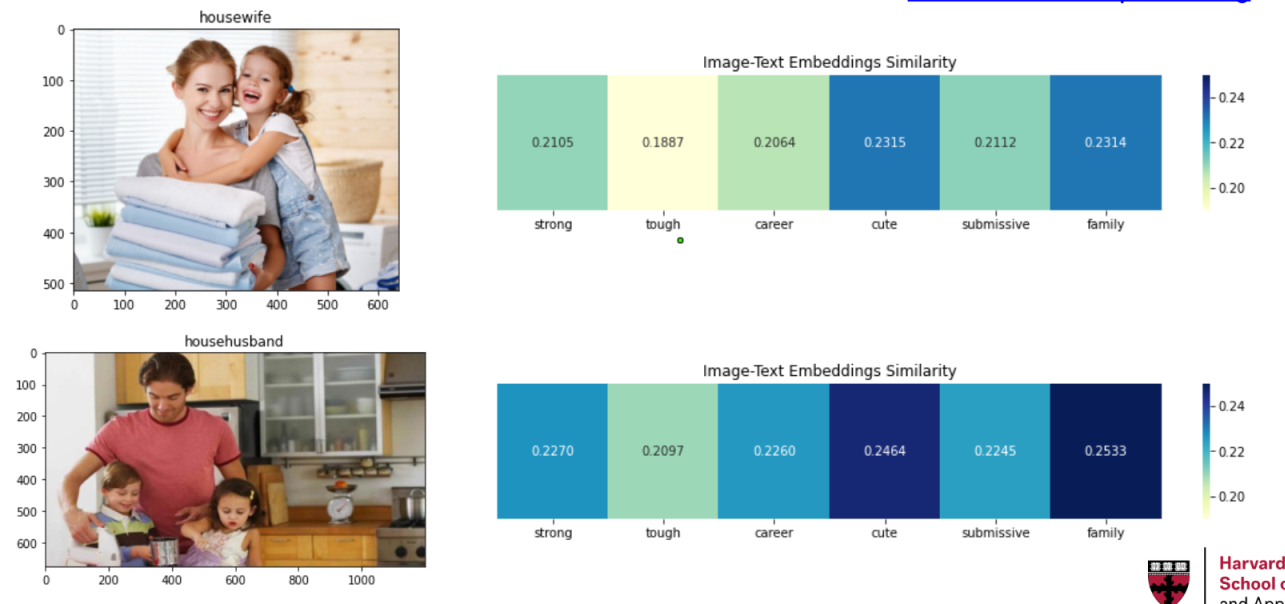 housewife
0
100
200
300
400
500
0 100 200 300 400 500 600
Image-Text Embeddings Similarity
0.2105 0.1887 0.2064 0.2315 0.2112 0.2314
strong tough career cute submissive family
0.24
0.22
0.20
househusband
0
100
200
300
400
500
600
0 200 400 600 800 1000
Image-Text Embeddings Similarity
0.2270 0.2097 0.2260 0.2464 0.2245 0.2533
strong tough career cute submissive family
0.24
0.22
0.20
Harvard
School